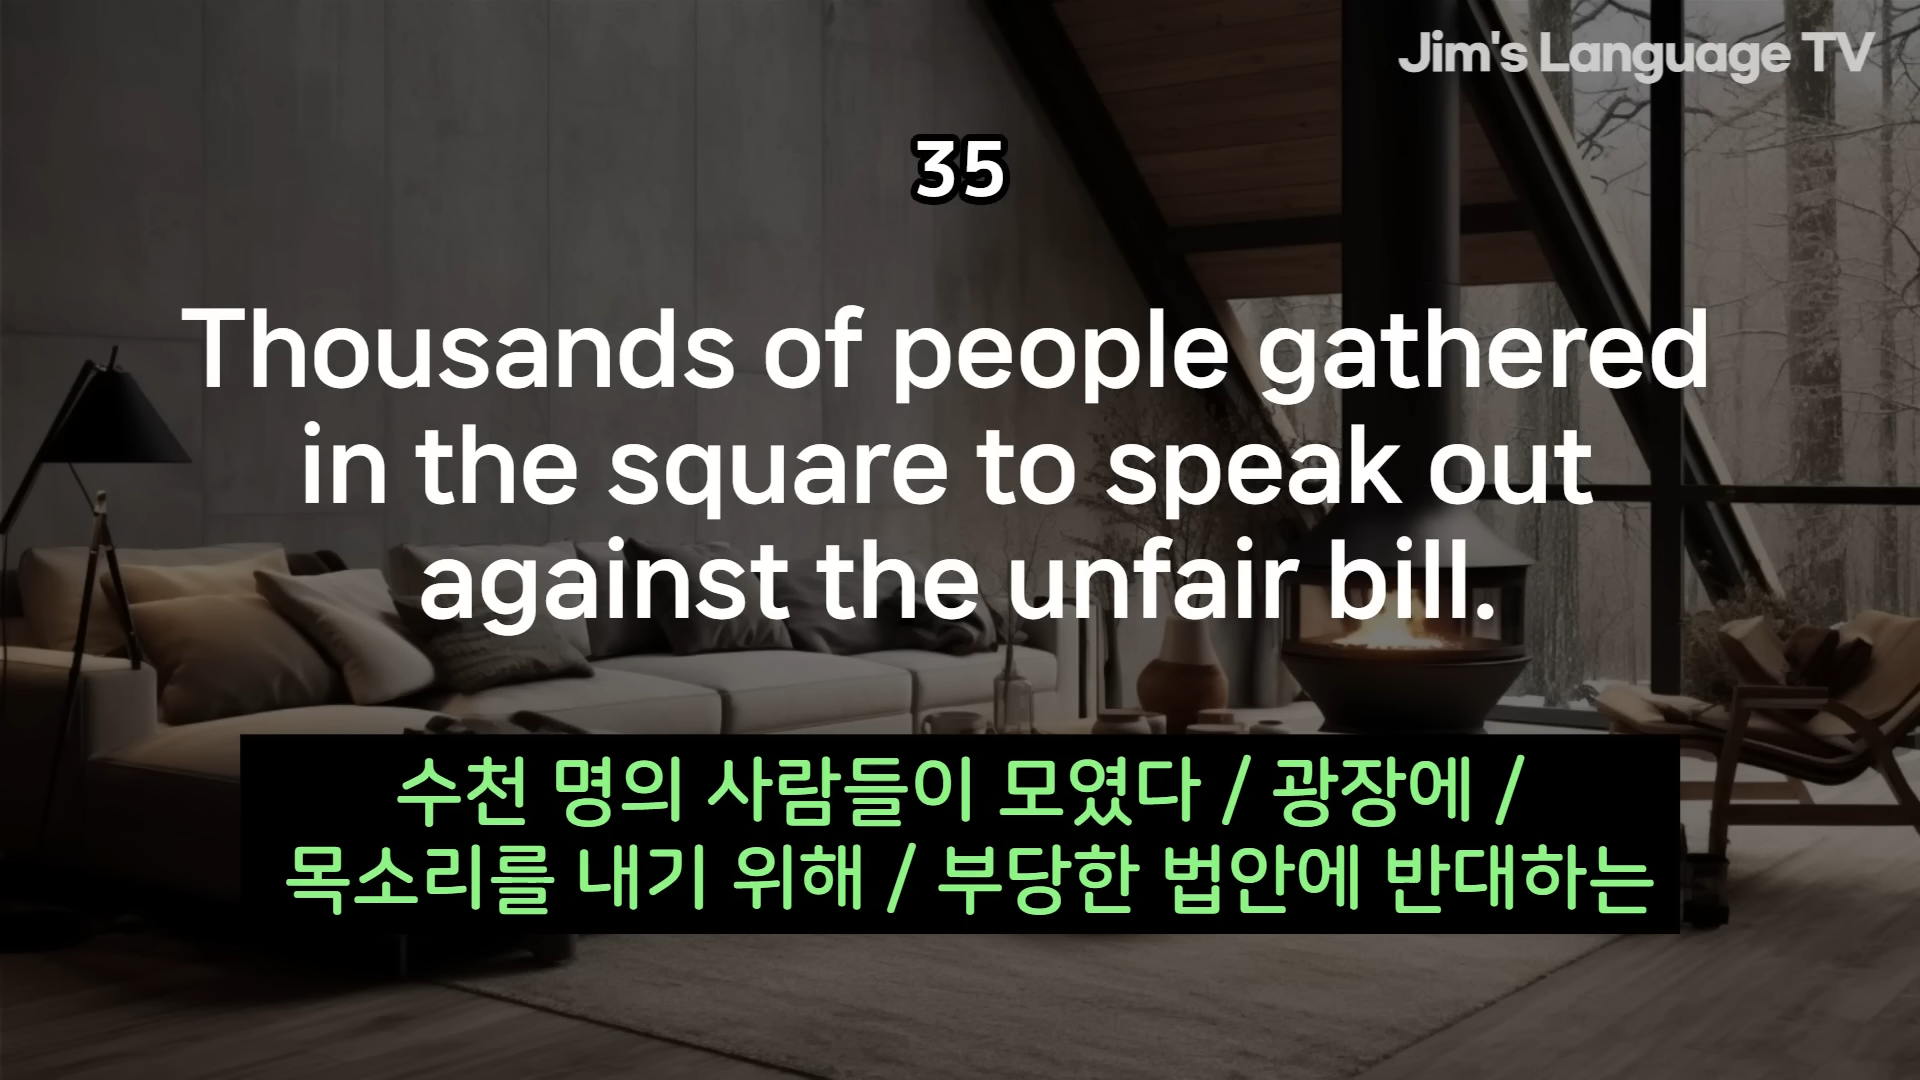 Jim's Language TV
35
Thousands of people gathered
in the square to speak out
against the unfair bill.
수천 명의 사람들이 모였다 / 광장에 /
목소리를 내기 위해 / 부당한 법안에 반대하는